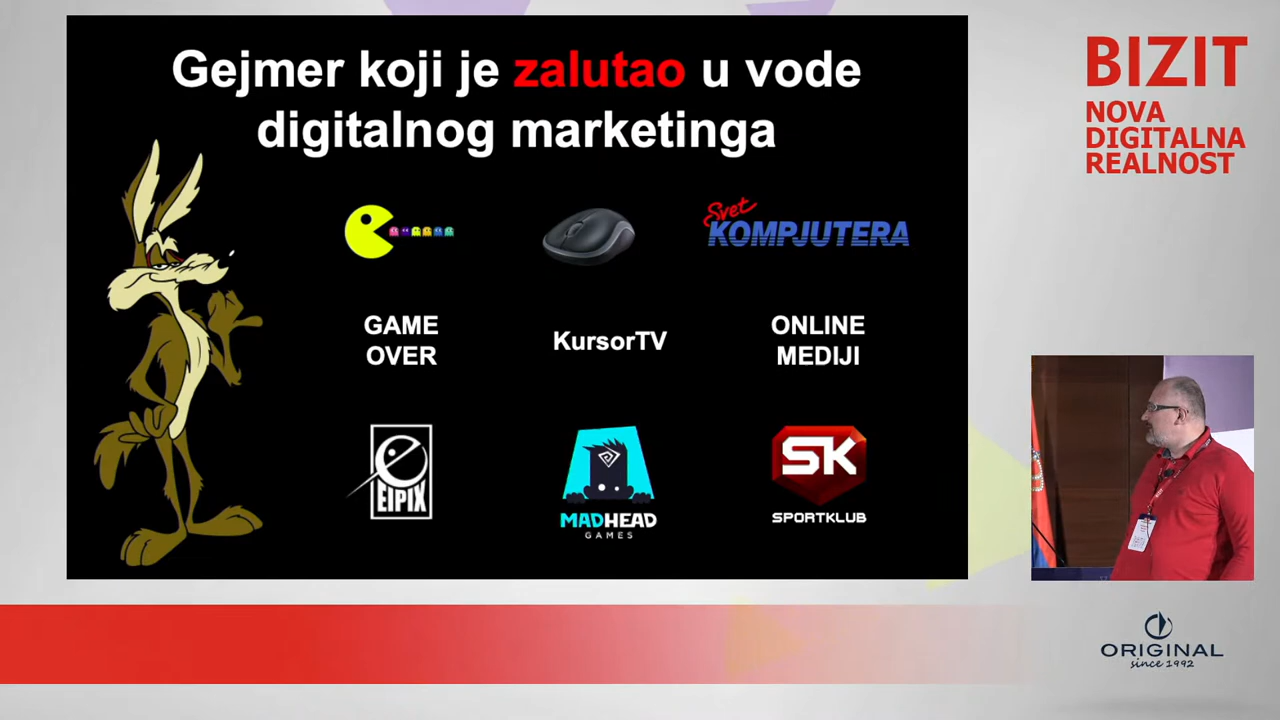 Gejmer koji je zalutao u vode
digitalnog marketinga
Svet
KOMPJUTERA
GAME
OVER
KursorTV
ONLINE
MEDIJI
EIPIX
MADHEAD
GAMES
SK
SPORTKLUB
BIZIT
NOVA
DIGITALNA
REALNOST
ORIGINAL
since 1992